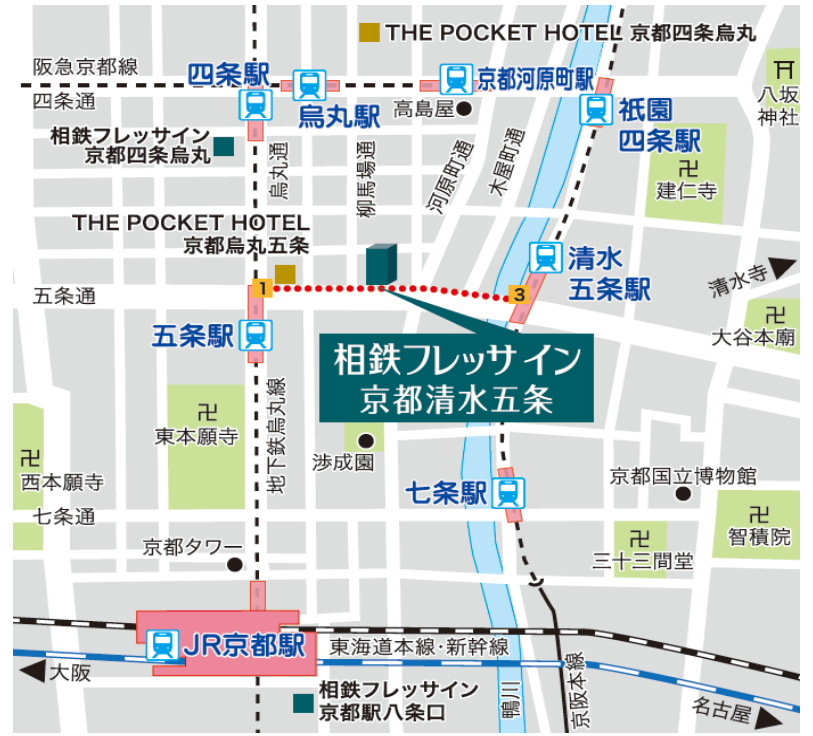 THE POCKET HOTEL 京都四条烏丸
阪急京都線
四条駅
京都河原町駅
四条通
烏丸駅
高島屋
祇園
四条駅
八坂
神社
相鉄フレッサイン
京都四条烏丸
烏丸通
柳馬場通
河原町通
木屋町通
建仁寺
THE POCKET HOTEL
京都烏丸五条
清水
五条駅
清水寺
五条通
1
3
五条駅
大谷本廟
相鉄フレッサイン
京都清水五条
東本願寺
地下鉄烏丸線
渉成園
西本願寺
七条駅
京都国立博物館
七条通
智積院
京都タワー
三十三間堂
JR京都駅
東海道本線・新幹線
大阪
相鉄フレッサイン
京都駅八条口
鴨川
京阪本線
名古屋